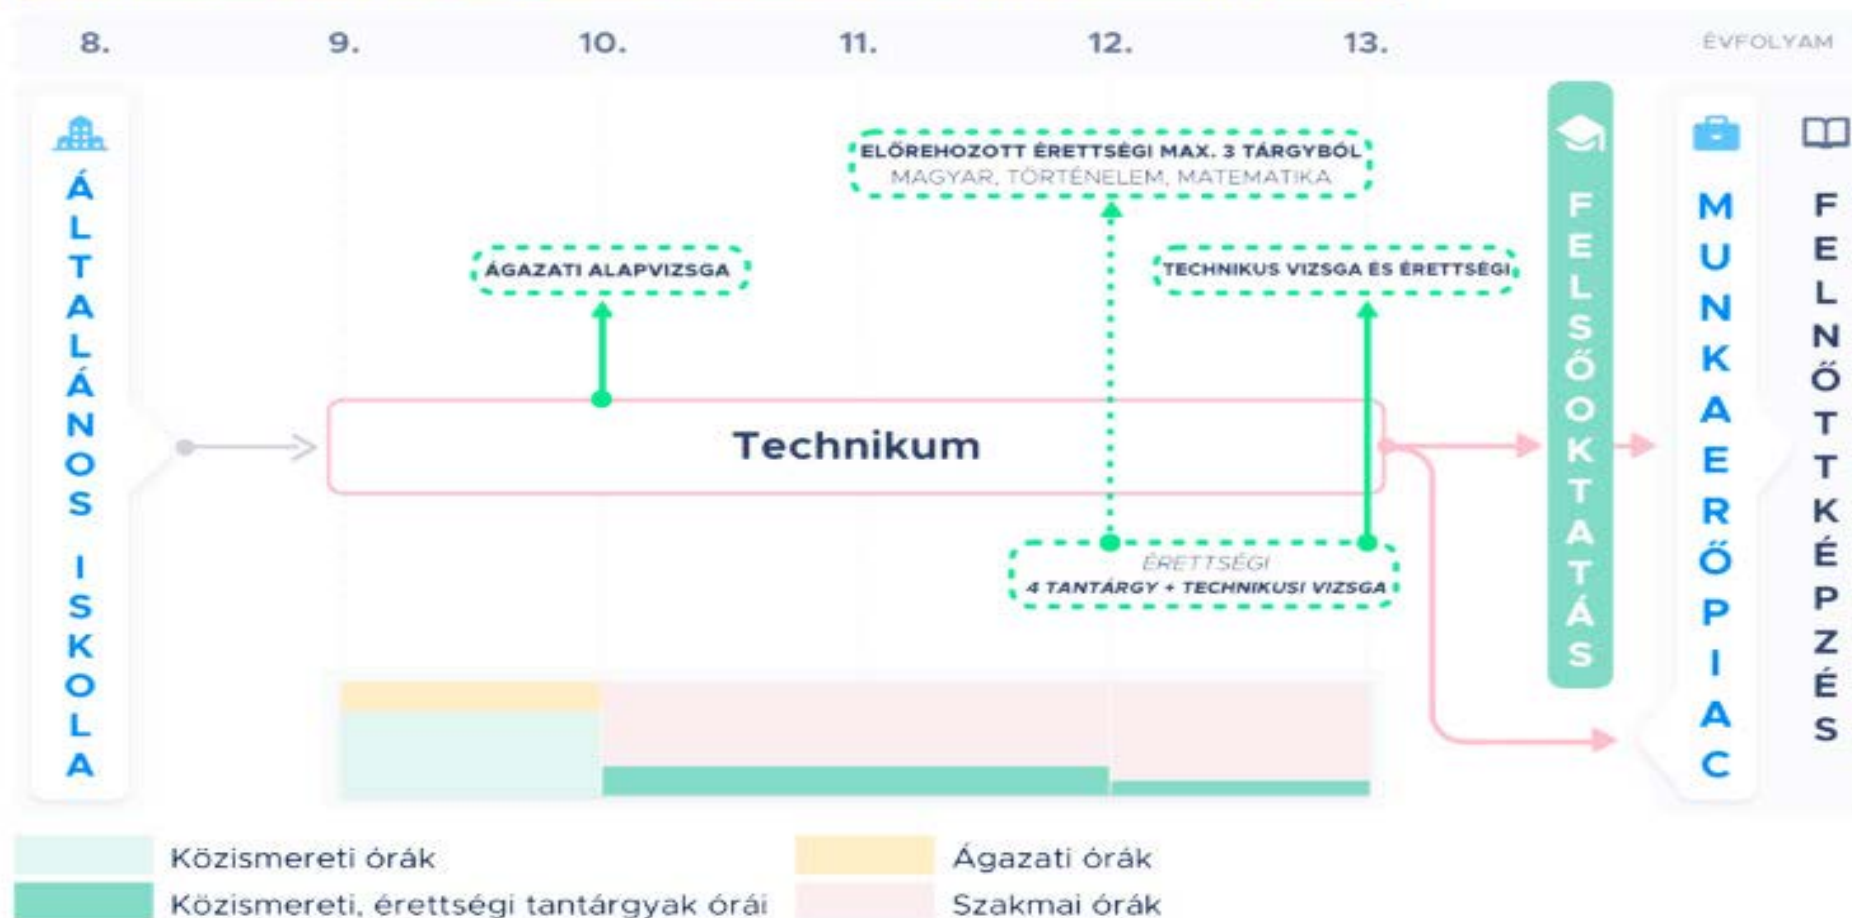 8. 9. 10. 11. 12. 13. ÉVFOLYAM
ÁLTALÁNOS ISKOLA
ELŐREHOZOTT ÉRETTSÉGI MAX. 3 TÁRGYBÓL
MAGYAR, TÖRTÉNELEM, MATEMATIKA
ÁGAZATI ALAPVIZSGA
TECHNIKUS VIZSGA ÉS ÉRETTSÉGI
Technikum
ÉRETTSÉGI
4 TANTÁRGY + TECHNIKUSI VIZSGA
FELSŐOKTATÁS
MUNKAERŐPIAC
FELNŐTTKÉPZÉS
Közismereti órák
Ágazati órák
Közismereti, érettségi tantárgyak órái
Szakmai órák